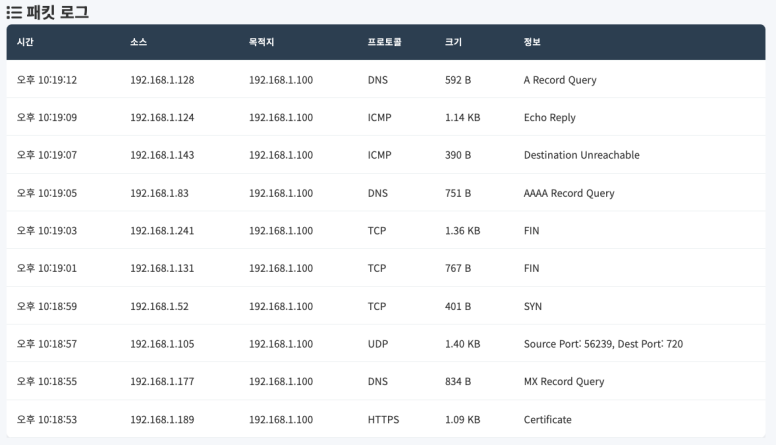 패킷 로그
시간 소스 목적지 프로토콜 크기 정보
오후 10:19:12 192.168.1.128 192.168.1.100 DNS 592 B A Record Query
오후 10:19:09 192.168.1.124 192.168.1.100 ICMP 1.14 KB Echo Reply
오후 10:19:07 192.168.1.143 192.168.1.100 ICMP 390 B Destination Unreachable
오후 10:19:05 192.168.1.83 192.168.1.100 DNS 751 B AAAA Record Query
오후 10:19:03 192.168.1.241 192.168.1.100 TCP 1.36 KB FIN
오후 10:19:01 192.168.1.131 192.168.1.100 TCP 767 B FIN
오후 10:18:59 192.168.1.52 192.168.1.100 TCP 401 B SYN
오후 10:18:57 192.168.1.105 192.168.1.100 UDP 1.40 KB Source Port: 56239, Dest Port: 720
오후 10:18:55 192.168.1.177 192.168.1.100 DNS 834 B MX Record Query
오후 10:18:53 192.168.1.189 192.168.1.100 HTTPS 1.09 KB Certificate